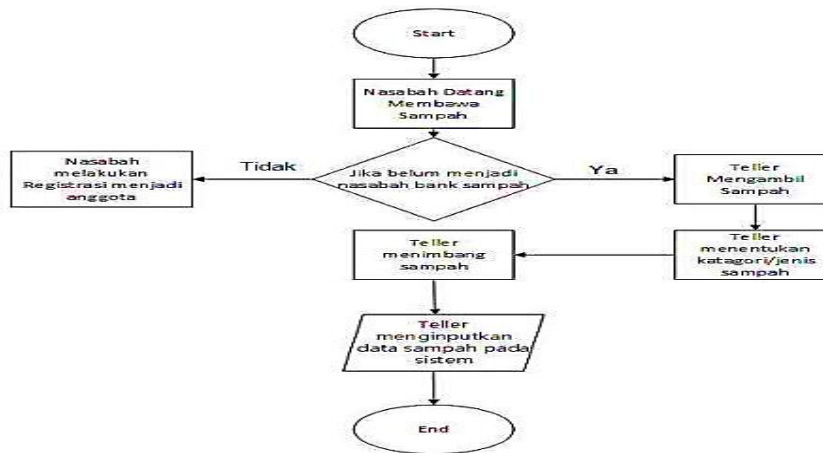 Start
Nasabah Datang
Membawa
Sampah
Jika belum menjadi
nasabah bank sampah
Tidak
Ya
Nasabah
melakukan
Registrasi menjadi
anggota
Teller
Mengambil
Sampah
Teller
menentukan
katagori/jenis
sampah
Teller
menimbang
sampah
Teller
menginputkan
data sampah pada
sistem
End